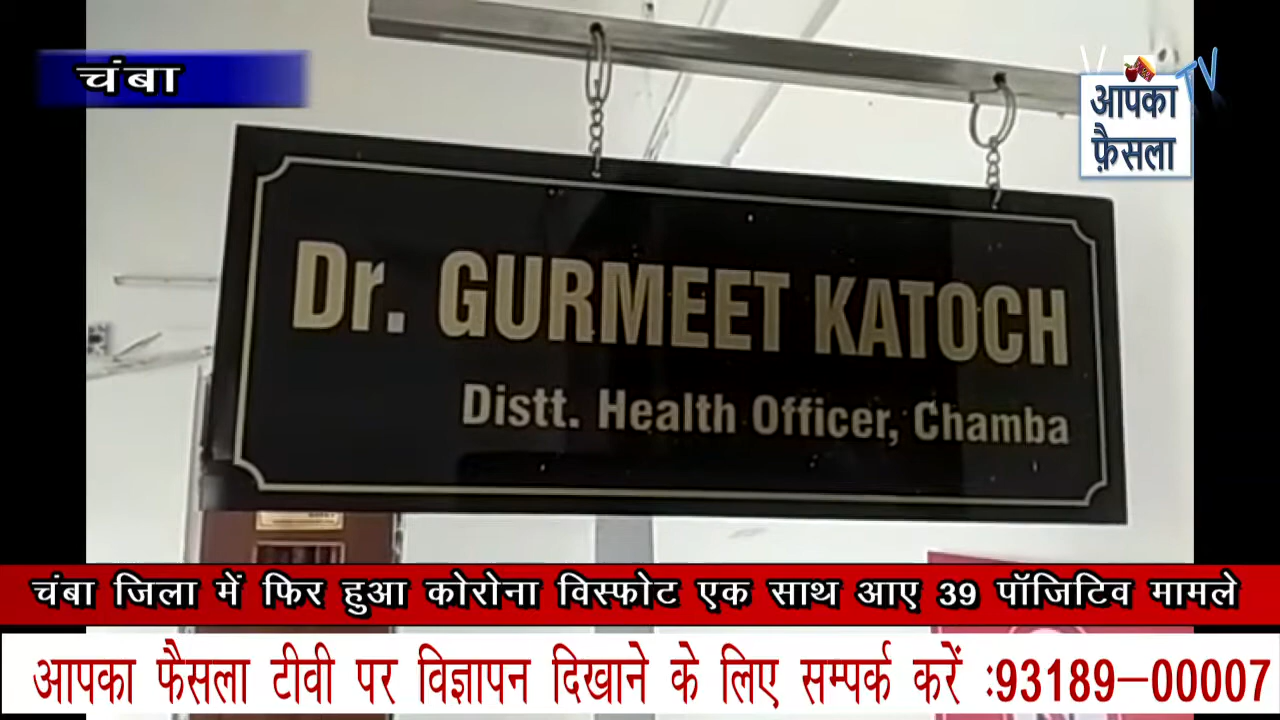 चंबा
आपका
फ़ैसला
TV
Dr. GURMEET KATOCH
Distt. Health Officer, Chamba
चंबा जिला में फिर हुआ कोरोना विस्फोट एक साथ आए 39 पॉजिटिव मामले
आपका फैसला टीवी पर विज्ञापन दिखाने के लिए सम्पर्क करें :93189-00007